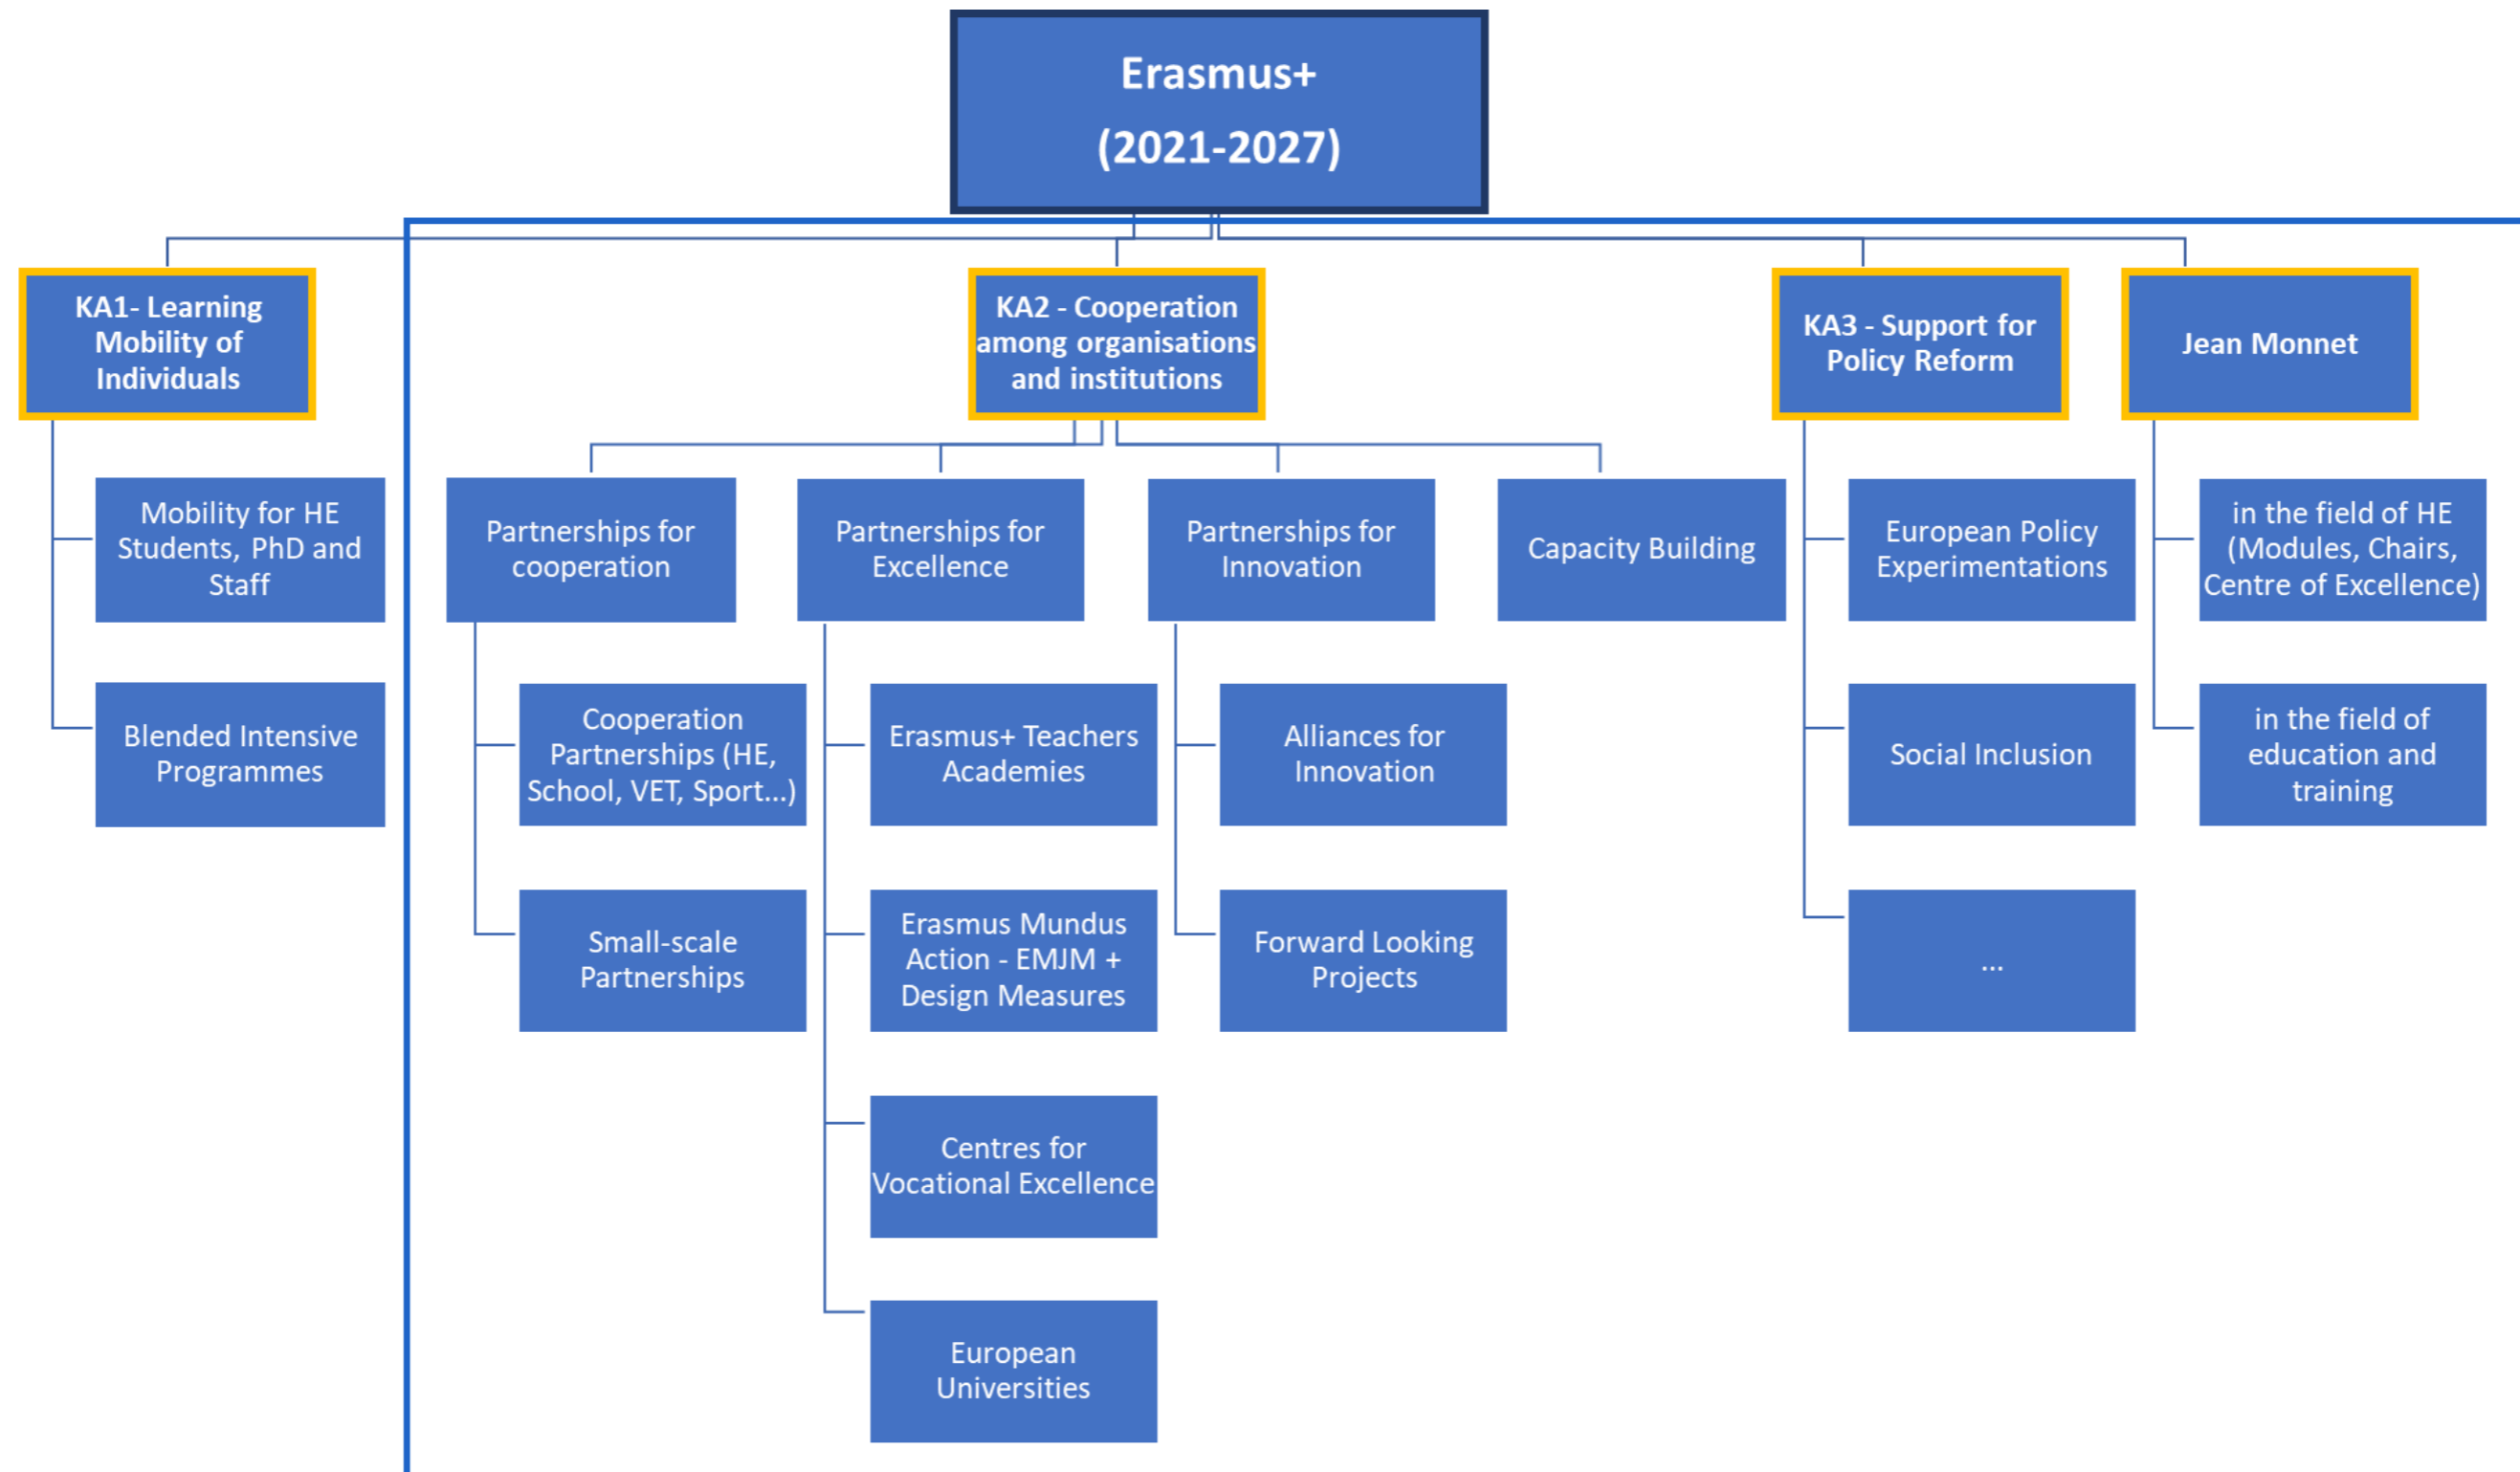 Erasmus+
(2021-2027)
KA1- Learning
Mobility of
Individuals
KA2 - Cooperation
among organisations
and institutions
KA3 - Support for
Policy Reform
Jean Monnet
Mobility for HE
Students, PhD and
Staff
Blended Intensive
Programmes
Partnerships for
cooperation
Cooperation
Partnerships (HE,
School, VET, Sport...)
Small-scale
Partnerships
Partnerships for
Excellence
Erasmus+ Teachers
Academies
Erasmus Mundus
Action - EMJM +
Design Measures
Centres for
Vocational Excellence
European
Universities
Partnerships for
Innovation
Alliances for
Innovation
Forward Looking
Projects
Capacity Building
European Policy
Experimentations
Social Inclusion
...
in the field of HE
(Modules, Chairs,
Centre of Excellence)
in the field of
education and
training